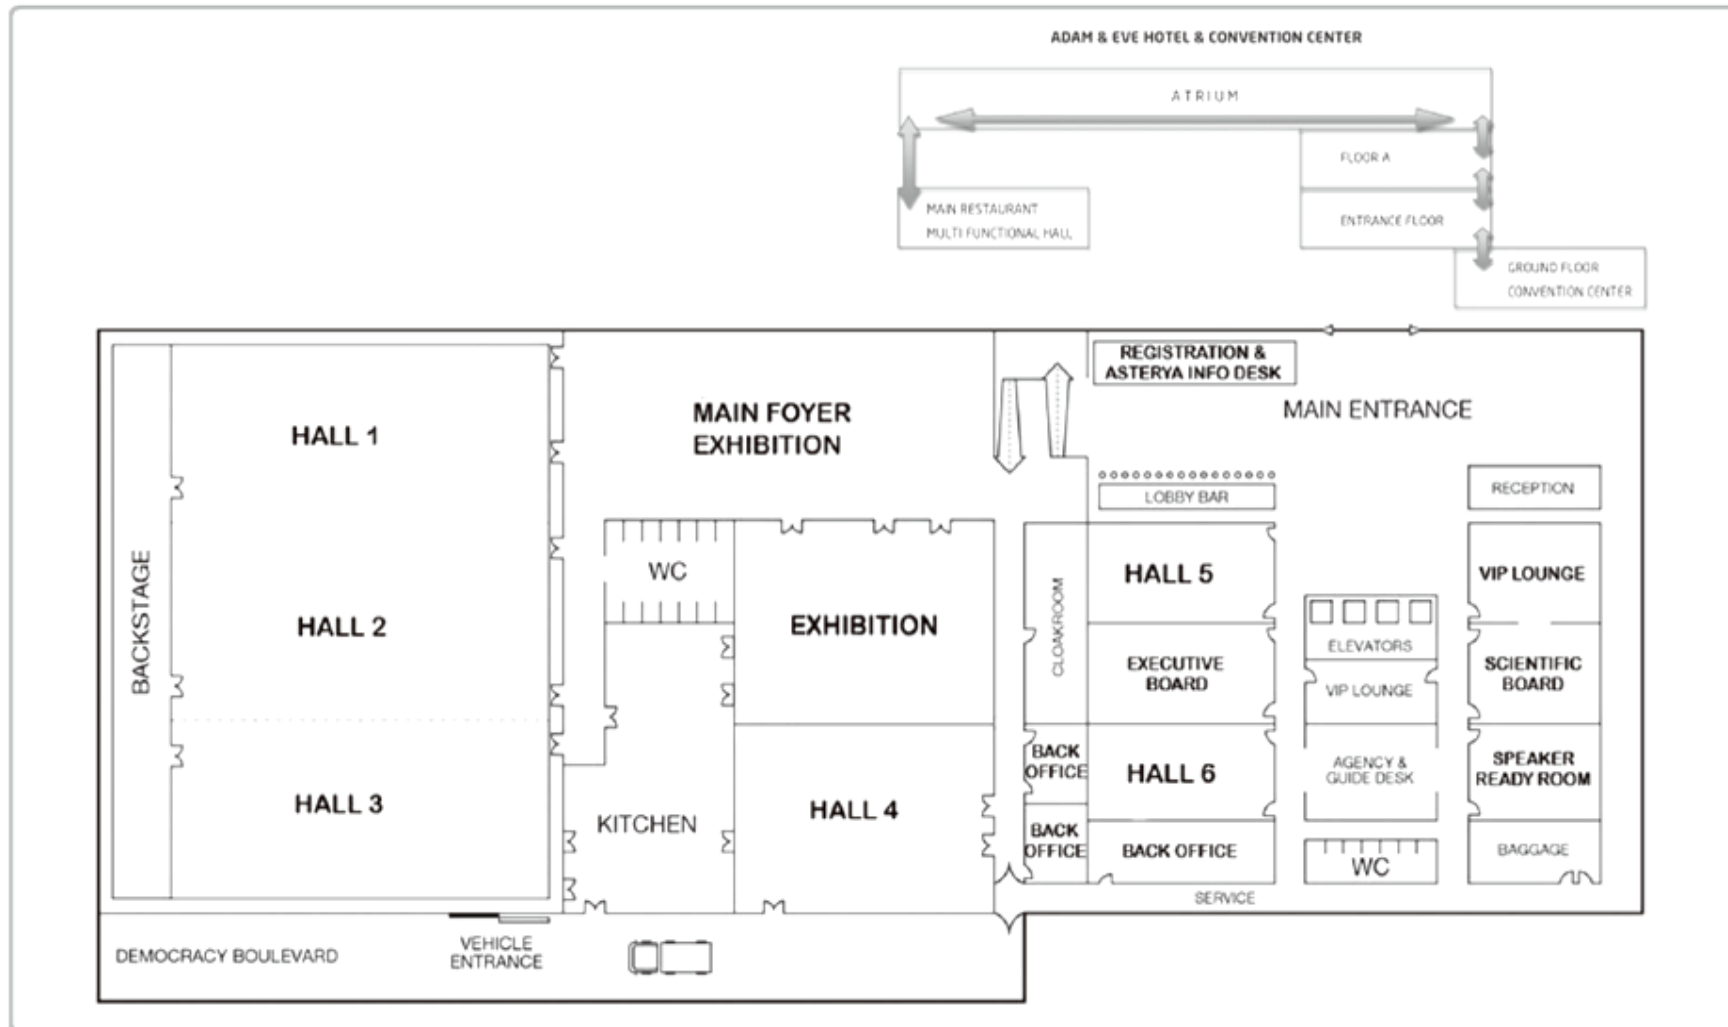 ADAM & EVE HOTEL & CONVENTION CENTER
ATRIUM
FLOOR A
MAIN RESTAURANT
MULTI FUNCTIONAL HALL
ENTRANCE FLOOR
GROUND FLOOR
CONVENTION CENTER
REGISTRATION &
ASTERYA INFO DESK
MAIN ENTRANCE
HALL 1
MAIN FOYER
EXHIBITION
LOBBY BAR
RECEPTION
BACKSTAGE
HALL 2
WC
EXHIBITION
CLOAKROOM
HALL 5
VIP LOUNGE
EXECUTIVE
BOARD
ELEVATORS
VIP LOUNGE
SCIENTIFIC
BOARD
HALL 3
KITCHEN
HALL 4
BACK
OFFICE
HALL 6
AGENCY &
GUIDE DESK
SPEAKER
READY ROOM
BACK
OFFICE
BACK OFFICE
WC
BAGGAGE
SERVICE
DEMOCRACY BOULEVARD
VEHICLE
ENTRANCE